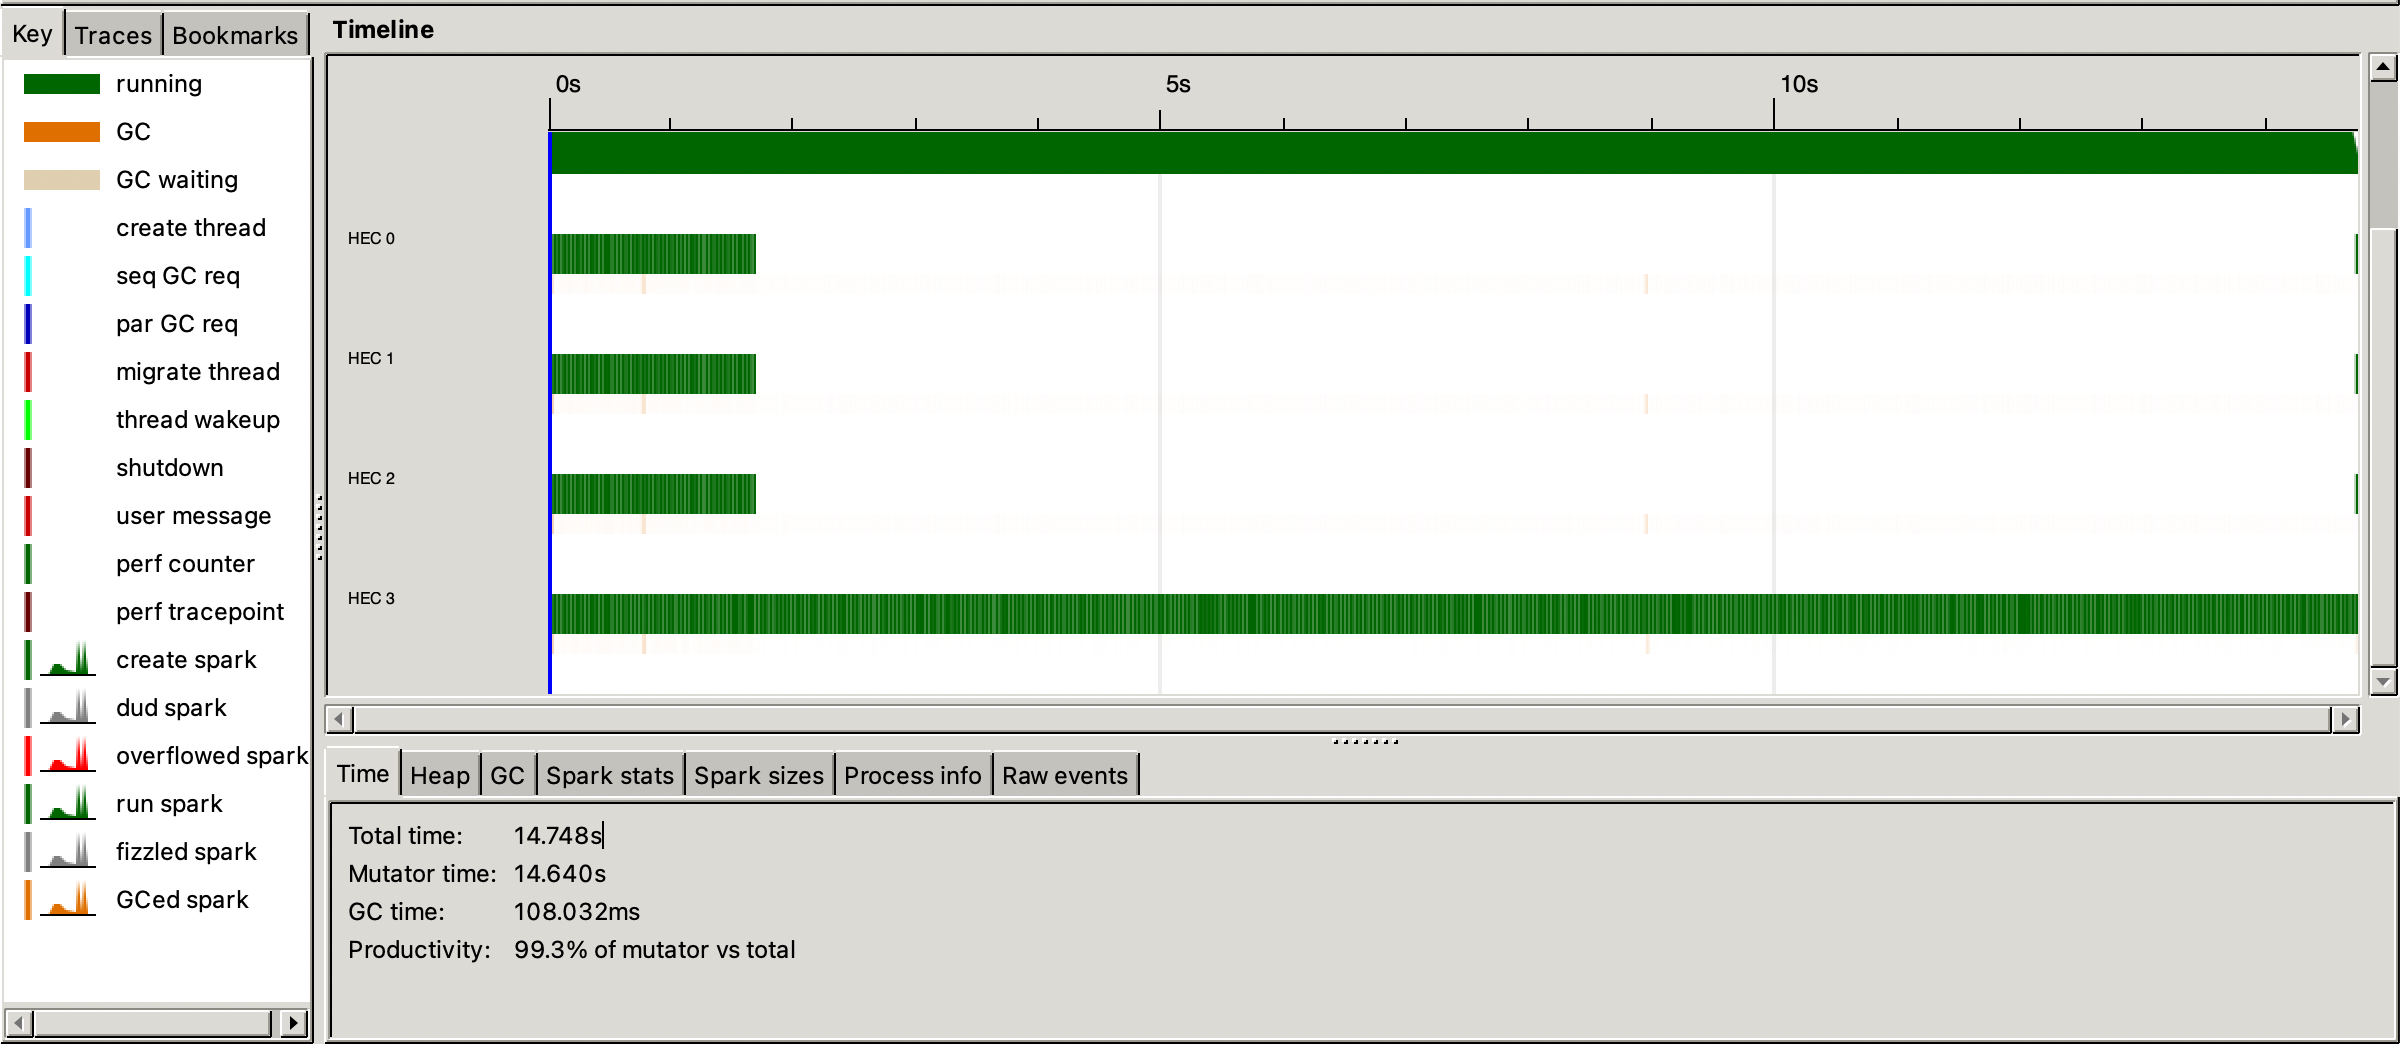 Key Traces Bookmarks
running
GC
GC waiting
create thread
seq GC req
par GC req
migrate thread
thread wakeup
shutdown
user message
perf counter
perf tracepoint
create spark
dud spark
overflowed spark
run spark
fizzled spark
GCed spark
Timeline
0s 5s 10s
HEC 0
HEC 1
HEC 2
HEC 3
Time Heap GC Spark stats Spark sizes Process info Raw events
Total time: 14.748s
Mutator time: 14.640s
GC time: 108.032ms
Productivity: 99.3% of mutator vs total